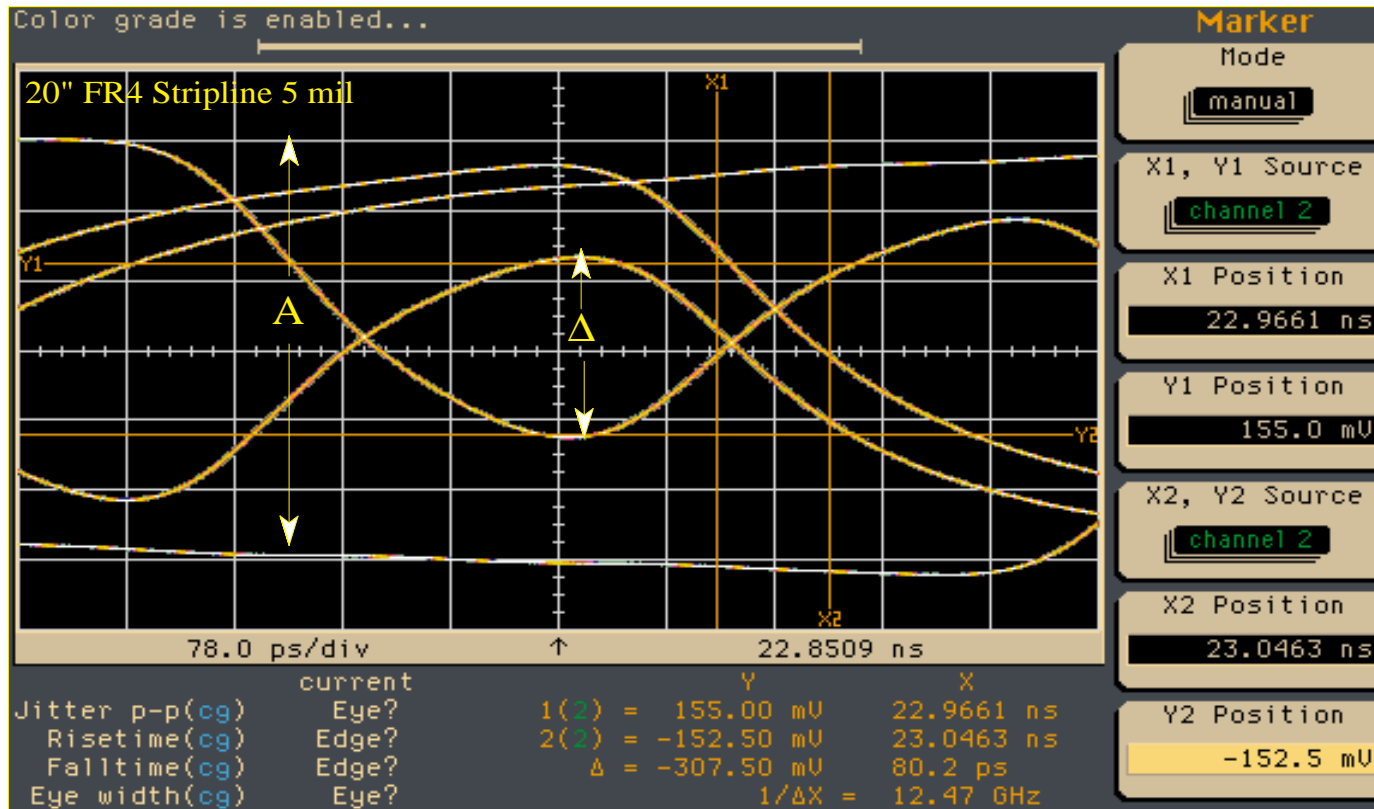 Color grade is enabled...
20" FR4 Stripline 5 mil
X1
Y1
A
Δ
Y2
X2
78.0 ps/div
↑
22.8509 ns
current
Y
X
Jitter p-p(cg) Eye? 1(2) = 155.00 mV 22.9661 ns
Risetime(cg) Edge? 2(2) = -152.50 mV 23.0463 ns
Falltime(cg) Edge? Δ = -307.50 mV 80.2 ps
Eye width(cg) Eye? 1/ΔX = 12.47 GHz
Marker
Mode
manual
X1, Y1 Source
channel 2
X1 Position
22.9661 ns
Y1 Position
155.0 mV
X2, Y2 Source
channel 2
X2 Position
23.0463 ns
Y2 Position
-152.5 mV